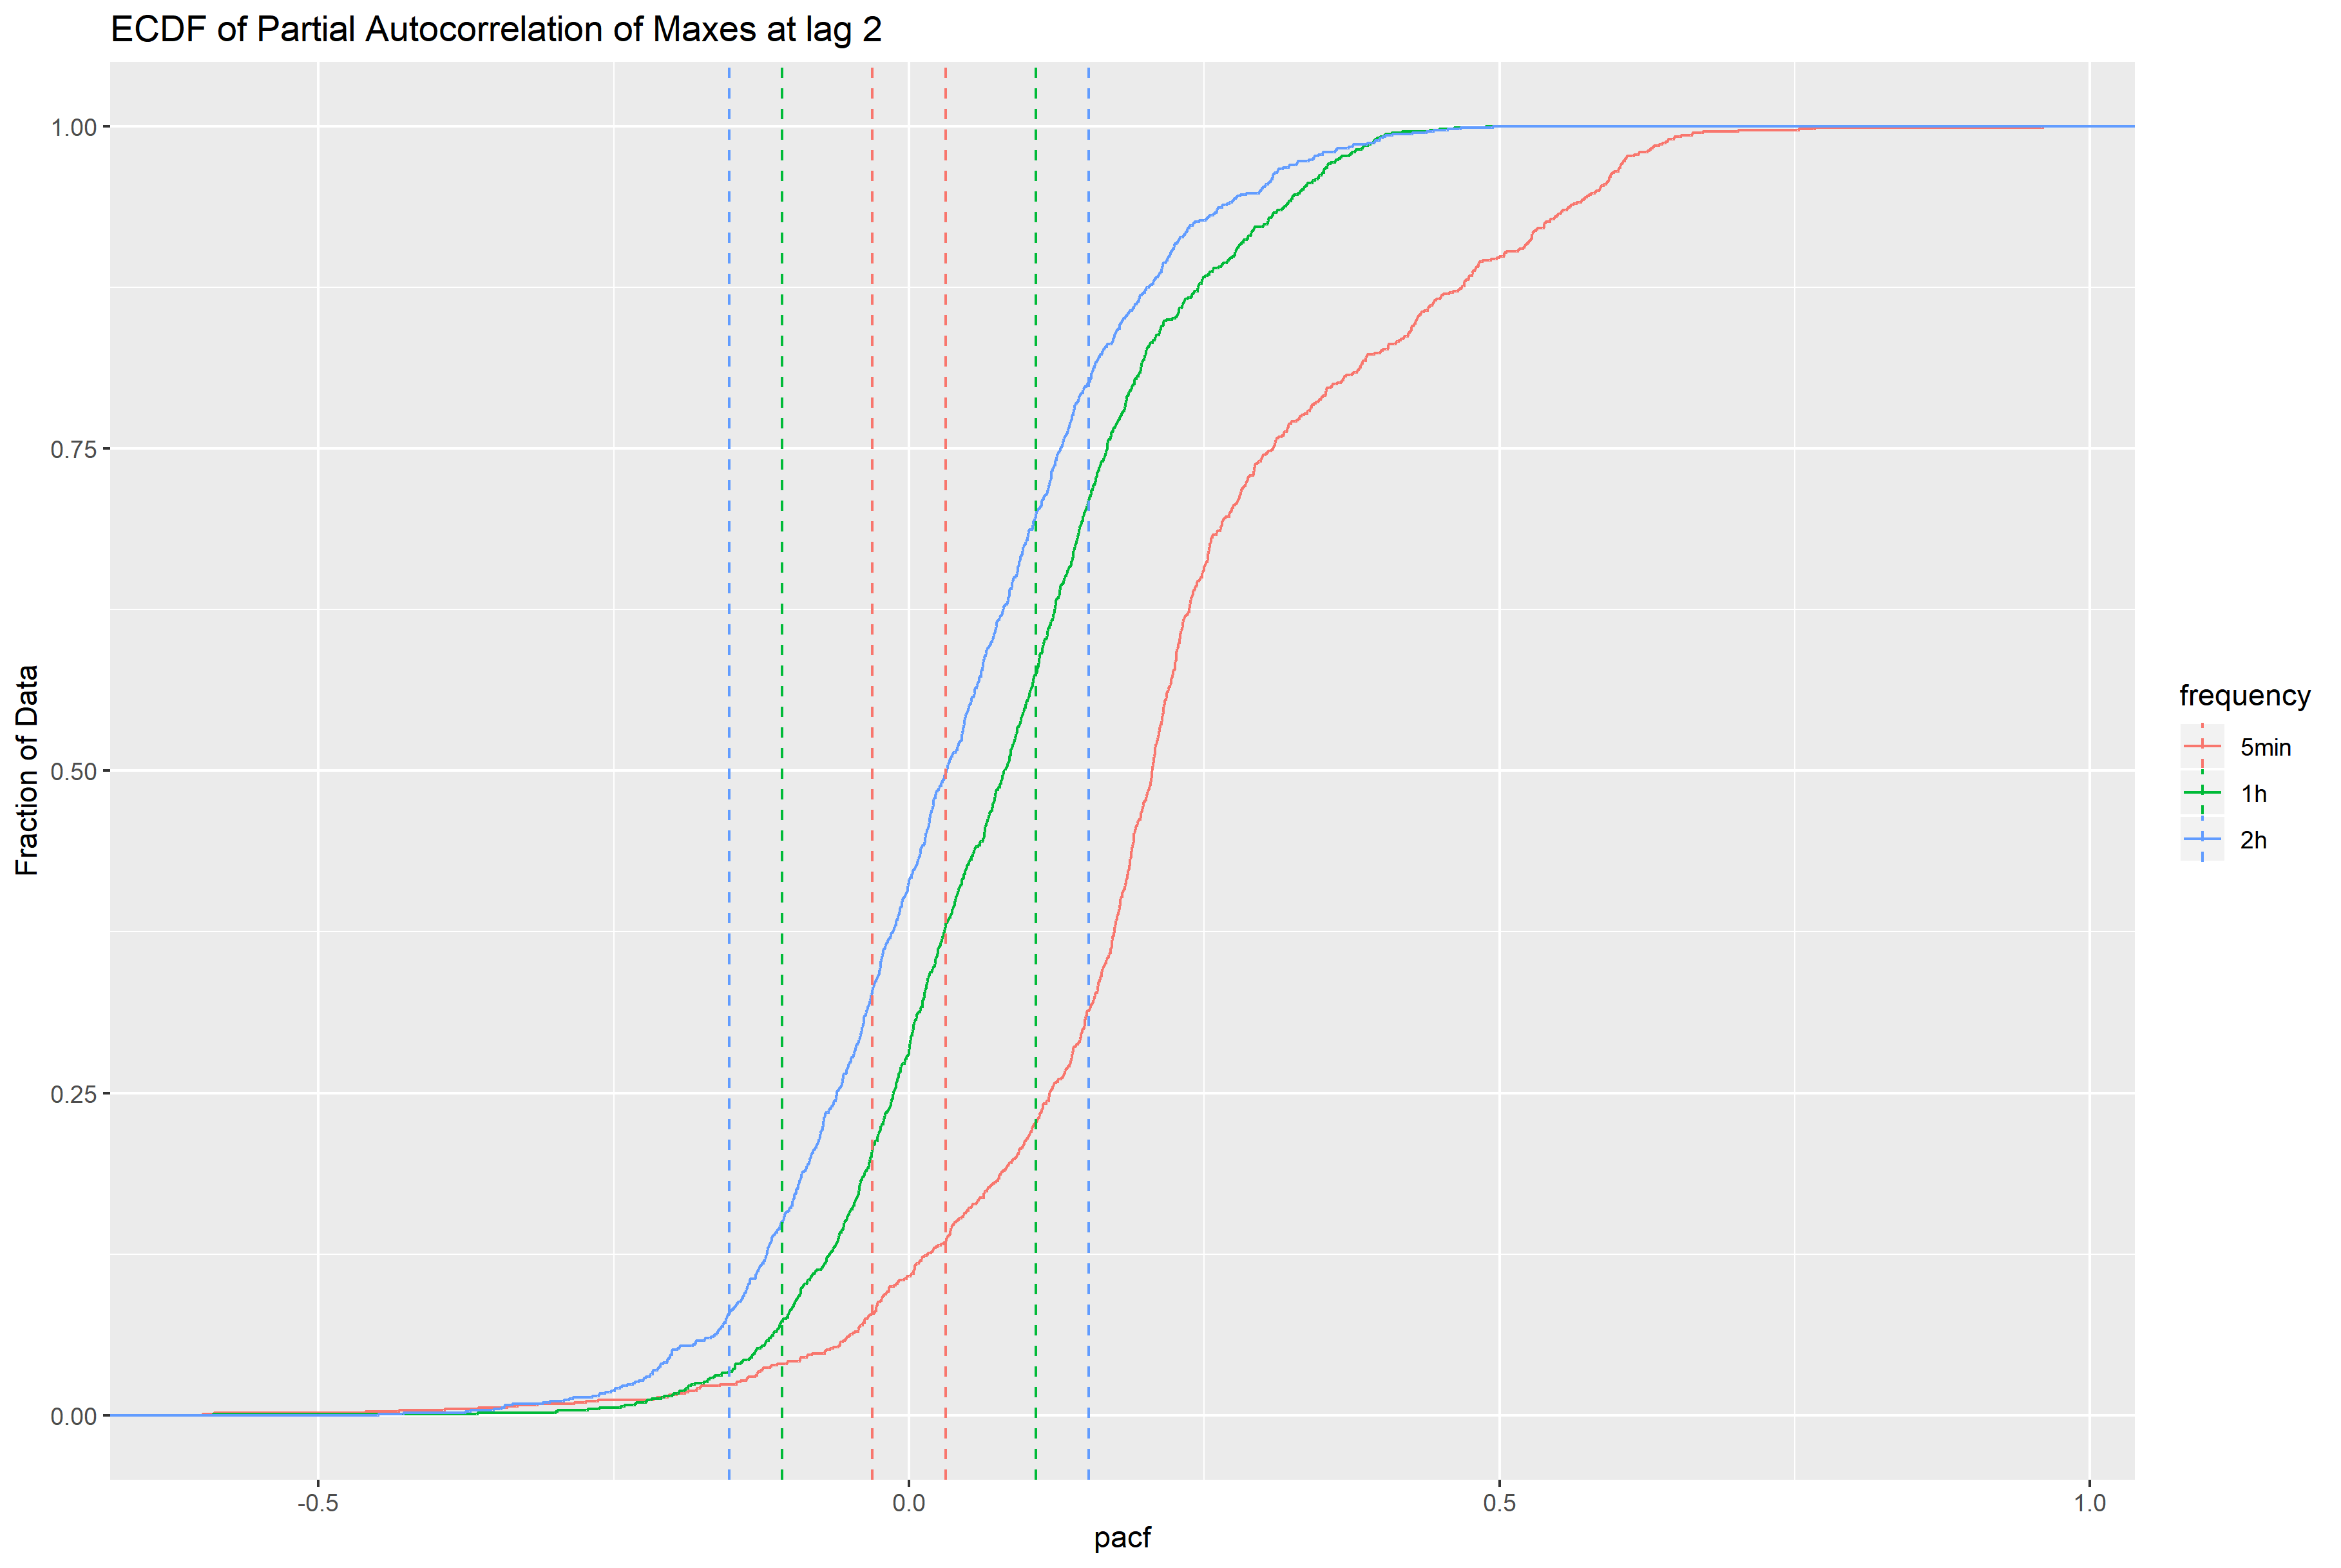 ECDF of Partial Autocorrelation of Maxes at lag 2
1.00
0.75
0.50
0.25
0.00
Fraction of Data
-0.5
0.0
0.5
1.0
pacf
frequency
5min
1h
2h